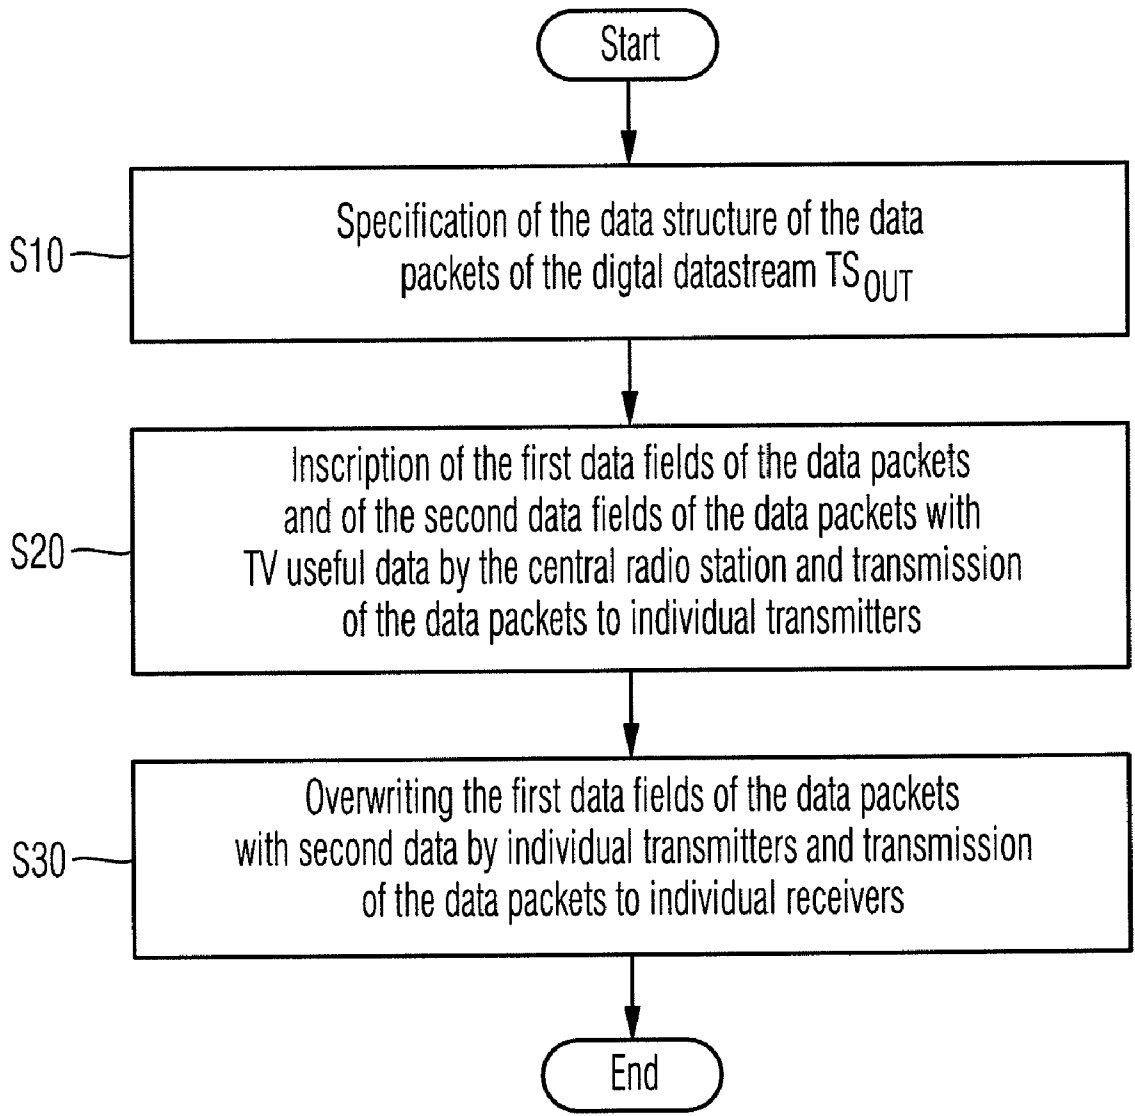 Start
S10
Specification of the data structure of the data
packets of the digtal datastream TSOUT
S20
Inscription of the first data fields of the data packets
and of the second data fields of the data packets with
TV useful data by the central radio station and transmission
of the data packets to individual transmitters
S30
Overwriting the first data fields of the data packets
with second data by individual transmitters and transmission
of the data packets to individual receivers
End